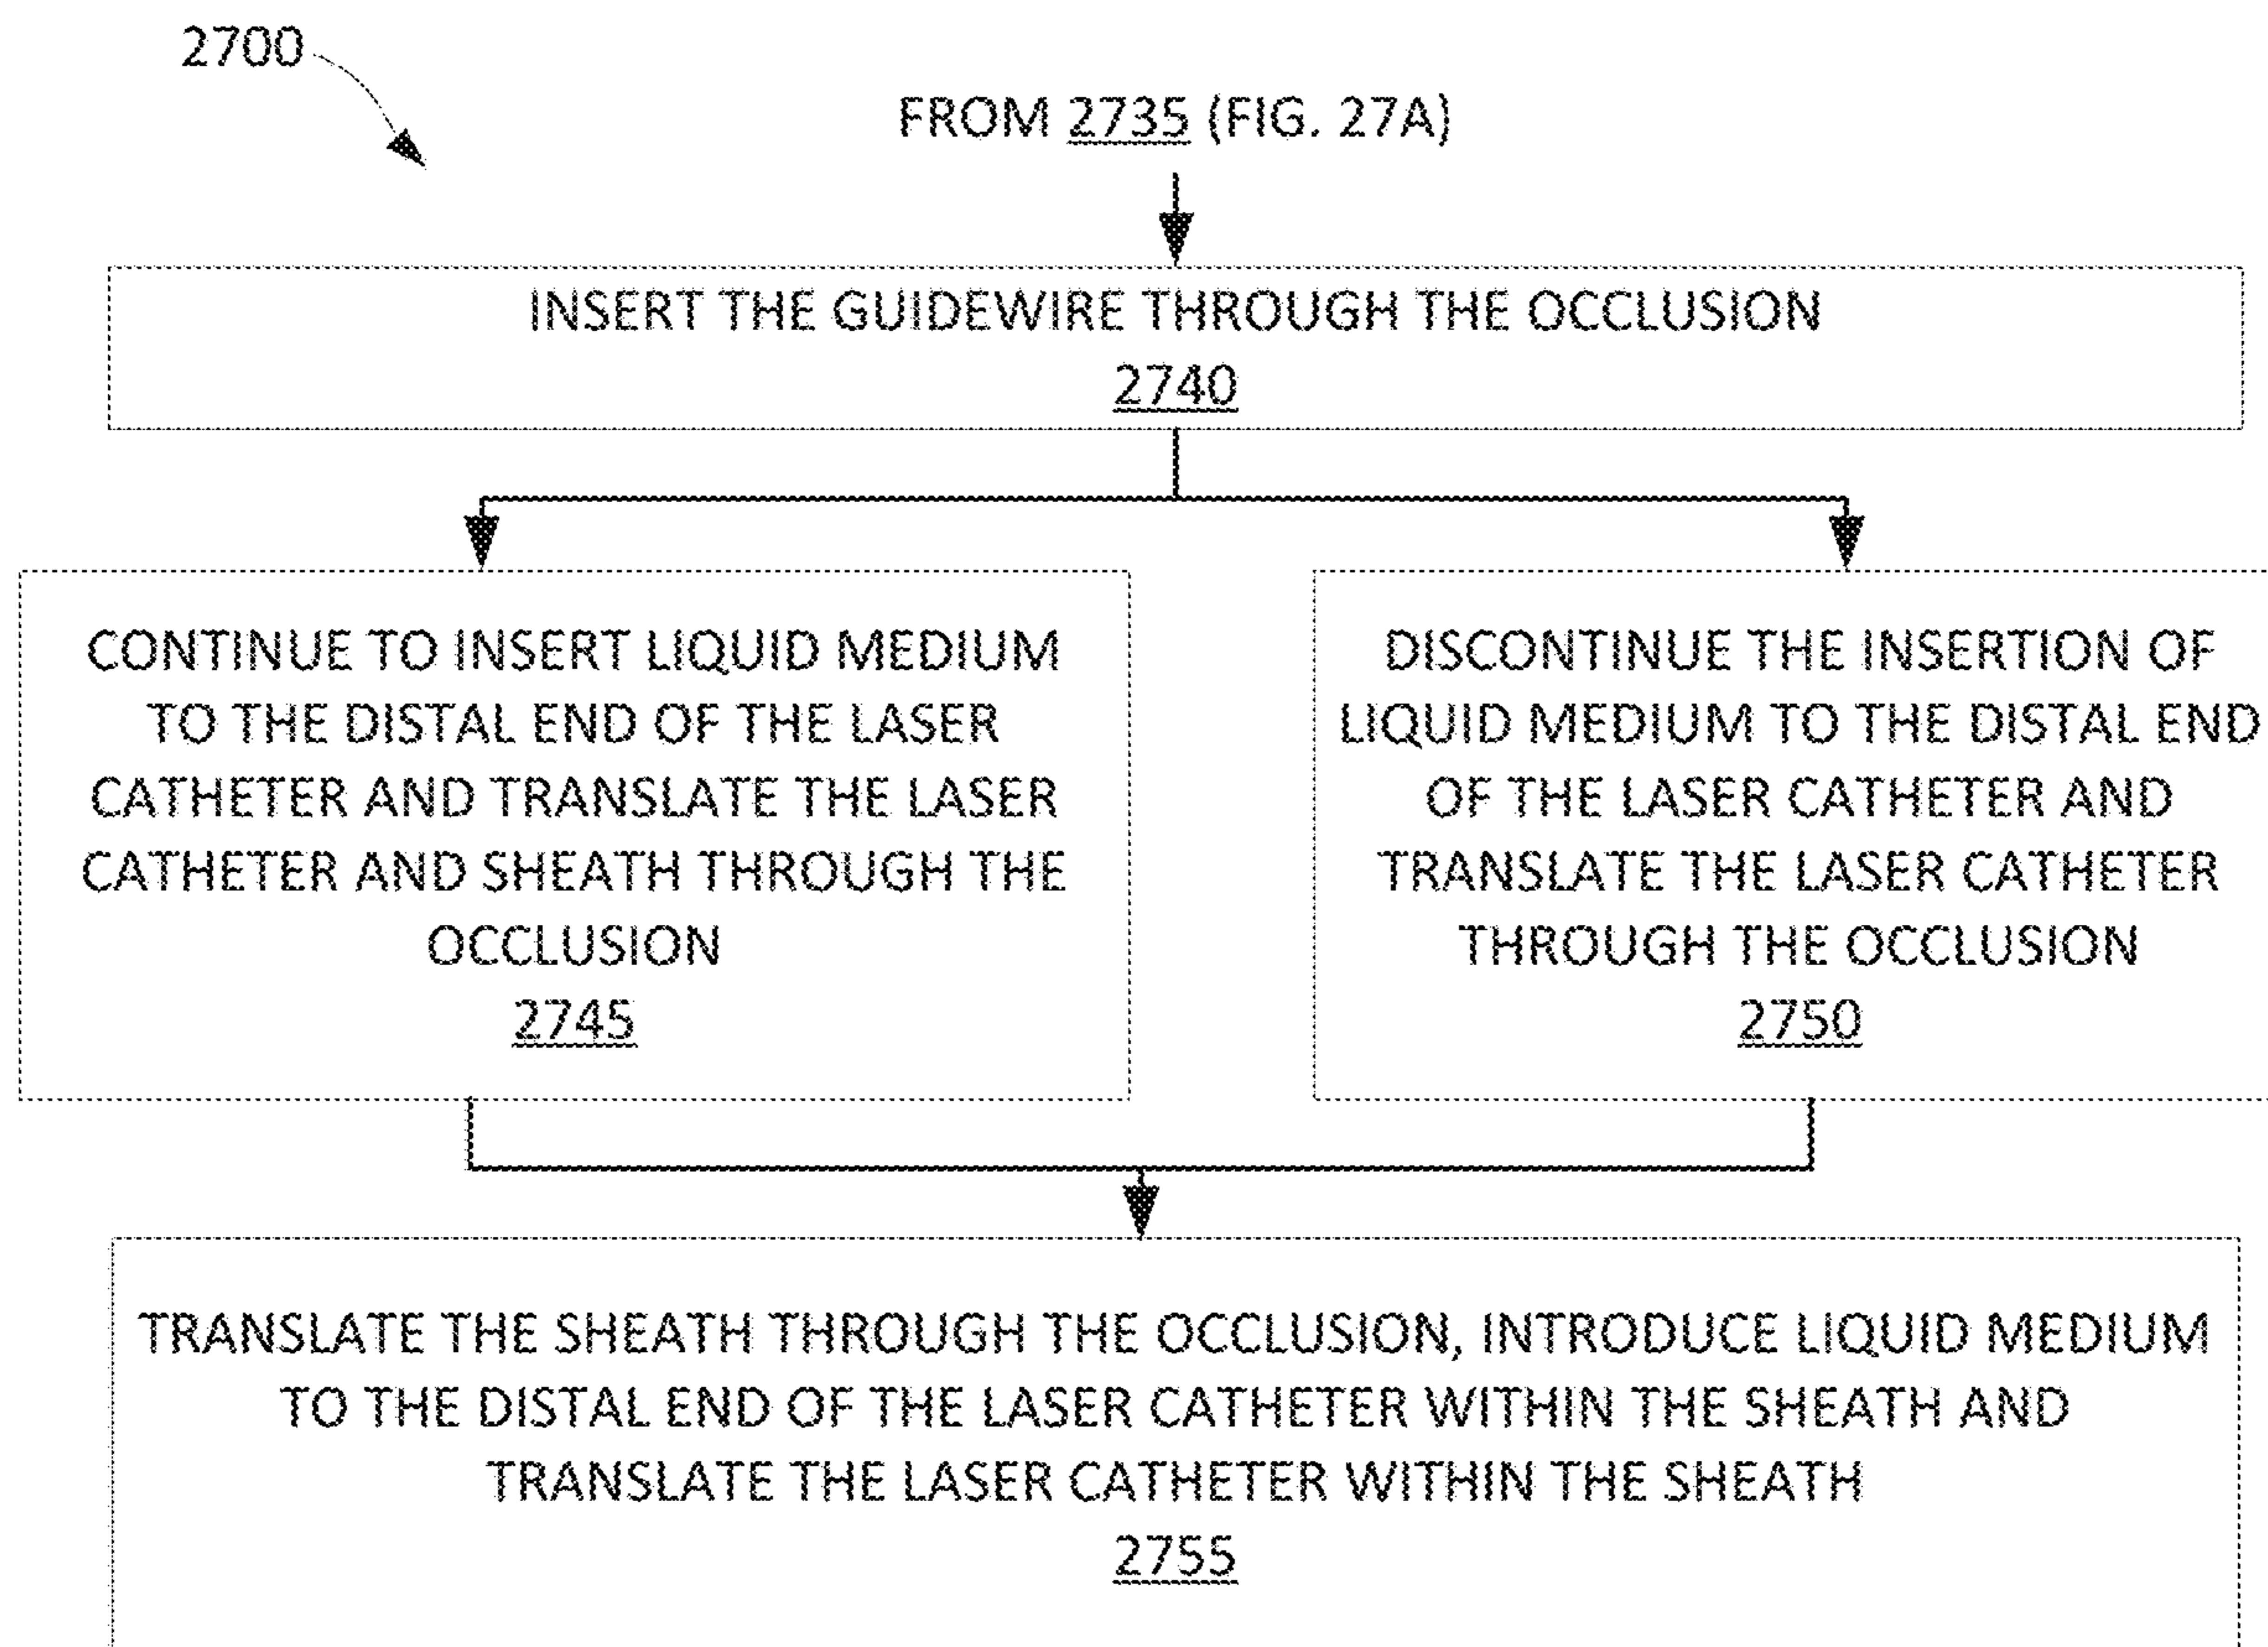 2700
FROM 2735 (FIG. 27A)
INSERT THE GUIDEWIRE THROUGH THE OCCLUSION
2740
CONTINUE TO INSERT LIQUID MEDIUM
TO THE DISTAL END OF THE LASER
CATHETER AND TRANSLATE THE LASER
CATHETER AND SHEATH THROUGH THE
OCCLUSION
2745
DISCONTINUE THE INSERTION OF
LIQUID MEDIUM TO THE DISTAL END
OF THE LASER CATHETER AND
TRANSLATE THE LASER CATHETER
THROUGH THE OCCLUSION
2750
TRANSLATE THE SHEATH THROUGH THE OCCLUSION, INTRODUCE LIQUID MEDIUM
TO THE DISTAL END OF THE LASER CATHETER WITHIN THE SHEATH AND
TRANSLATE THE LASER CATHETER WITHIN THE SHEATH
2755